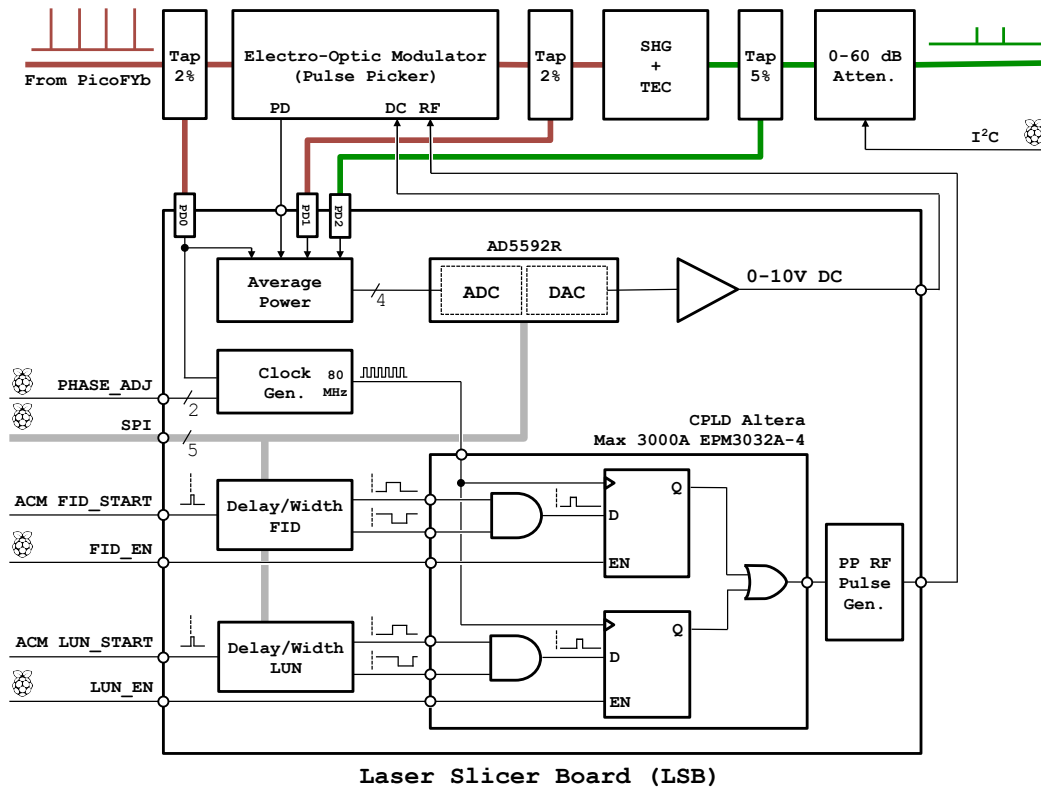 Tap
2%
Electro-Optic Modulator
(Pulse Picker)
PD
DC
RF
Tap
2%
SHG
+
TEC
Tap
5%
0-60 dB
Atten.
From PicoFYb
I²C
PD0
PD1
PD2
Average
Power
4
AD5592R
ADC
DAC
0-10V DC
Clock
Gen.
80
MHz
PHASE_ADJ
2
SPI
5
CPLD Altera
Max 3000A EPM3032A-4
ACM FID_START
Delay/Width
FID
FID_EN
Q
D
EN
PP RF
Pulse
Gen.
ACM LUN_START
Delay/Width
LUN
LUN_EN
Q
D
EN
Laser Slicer Board (LSB)